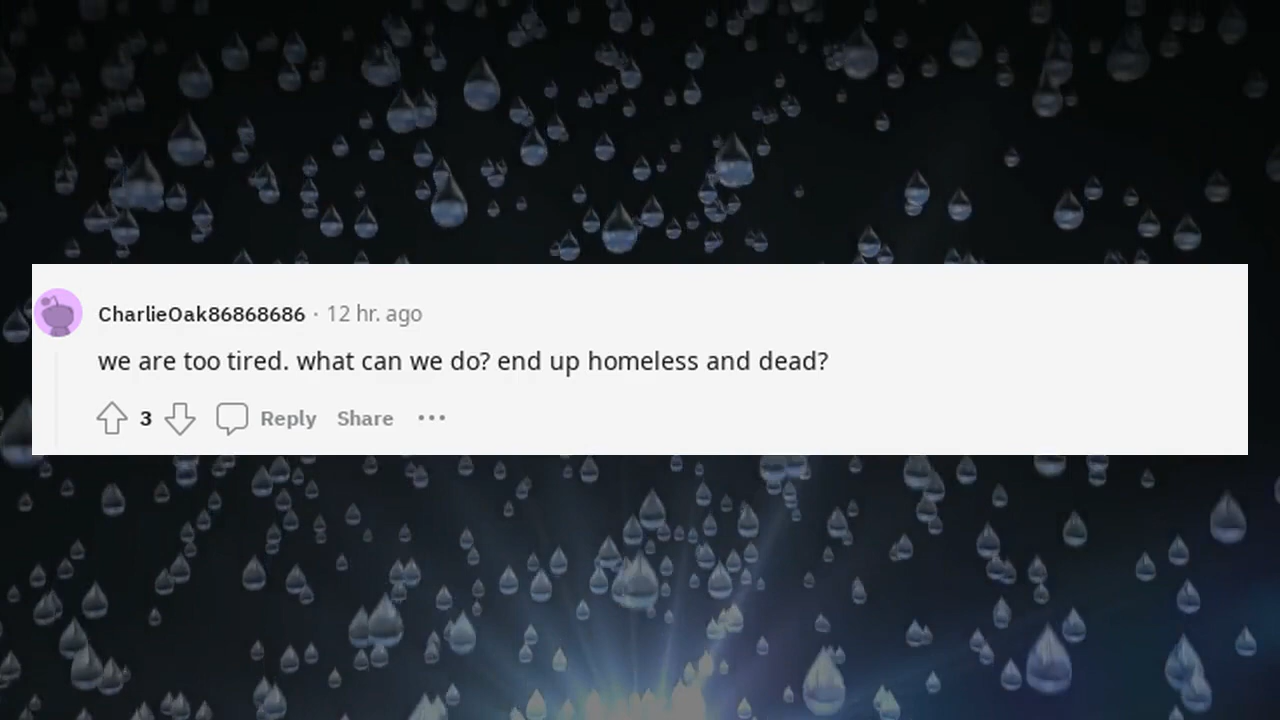 CharlieOak86868686 · 12 hr. ago
we are too tired. what can we do? end up homeless and dead?
3 Reply Share ···